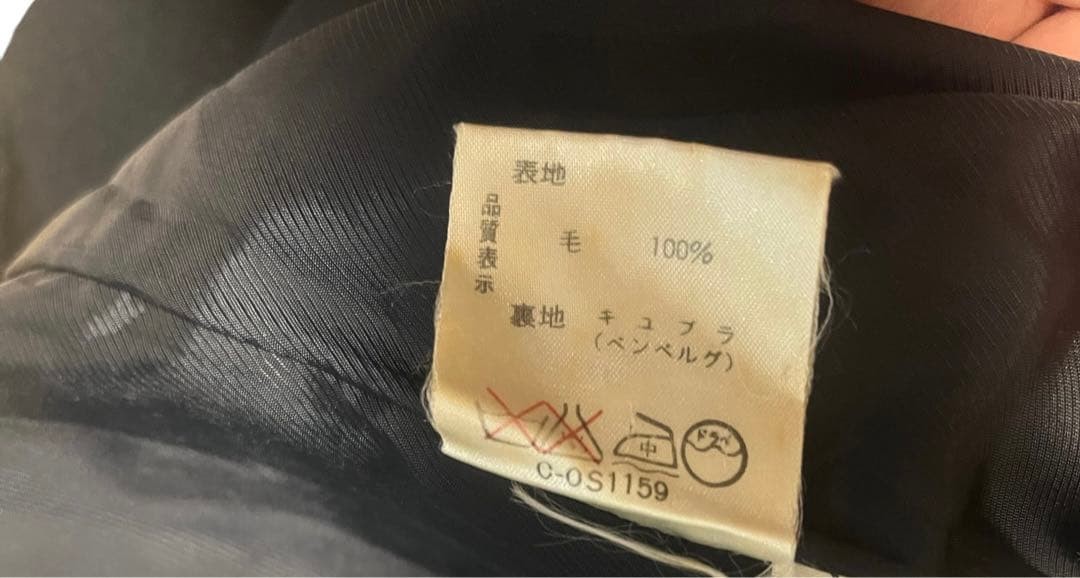 表地
品質表示
毛 100%
裏地 キュプラ
(ベンベルグ)
中
ドライ
C-OS1159